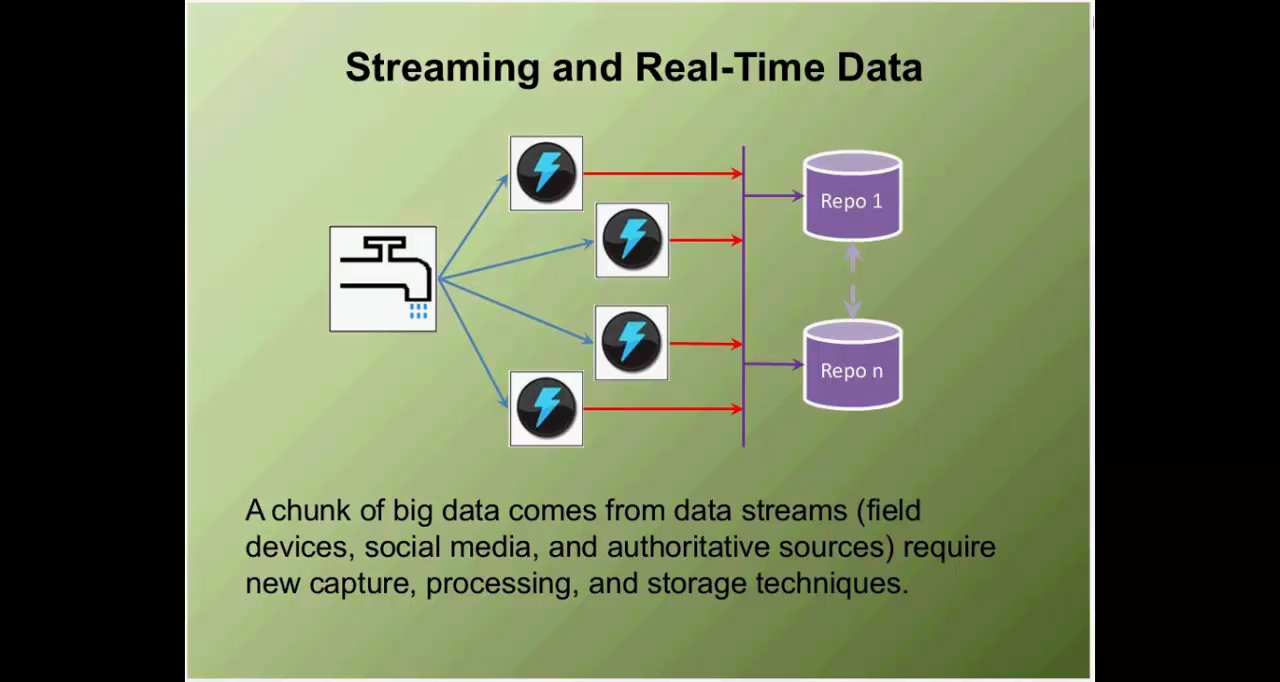 Streaming and Real-Time Data
Repo 1
Repo n
A chunk of big data comes from data streams (field
devices, social media, and authoritative sources) require
new capture, processing, and storage techniques.